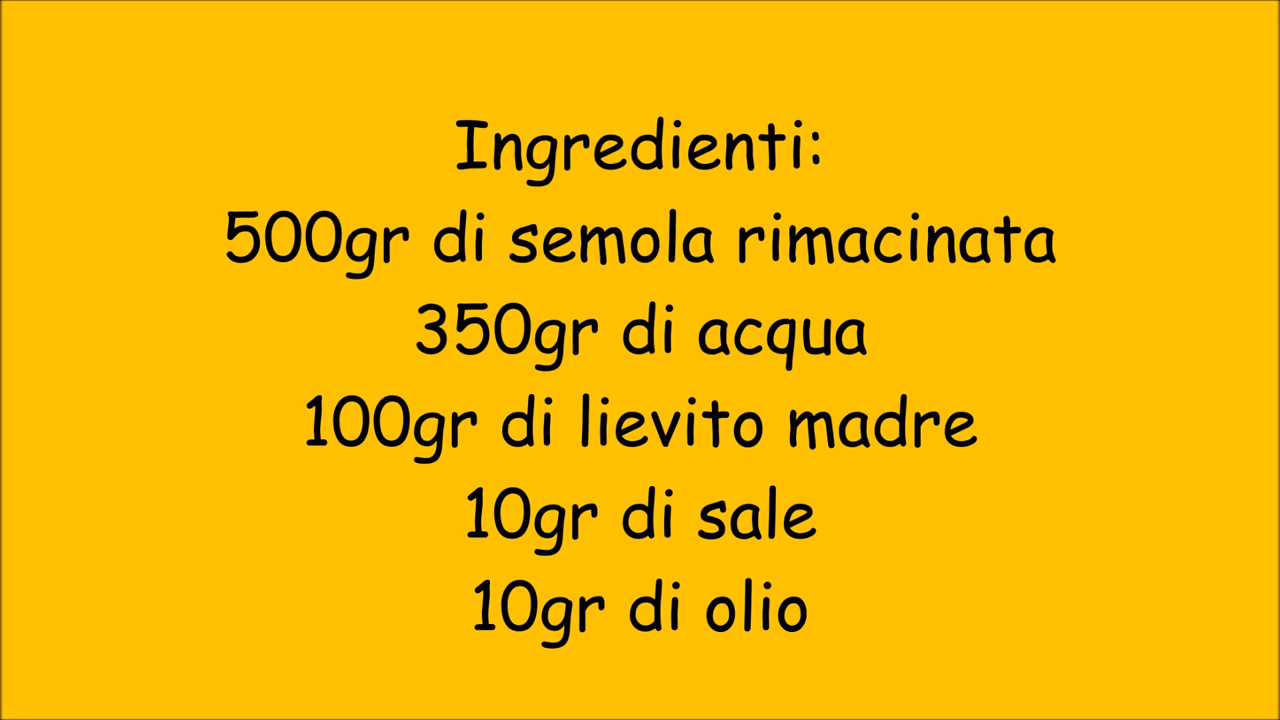 Ingredienti:
500gr di semola rimacinata
350gr di acqua
100gr di lievito madre
10gr di sale
10gr di olio